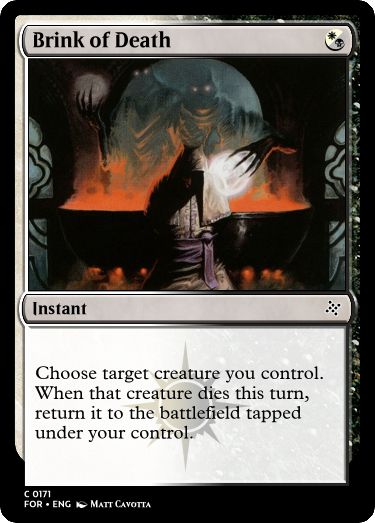 Brink of Death
Instant
Choose target creature you control.
When that creature dies this turn,
return it to the battlefield tapped
under your control.
C 0171
FOR • ENG Matt Cavotta